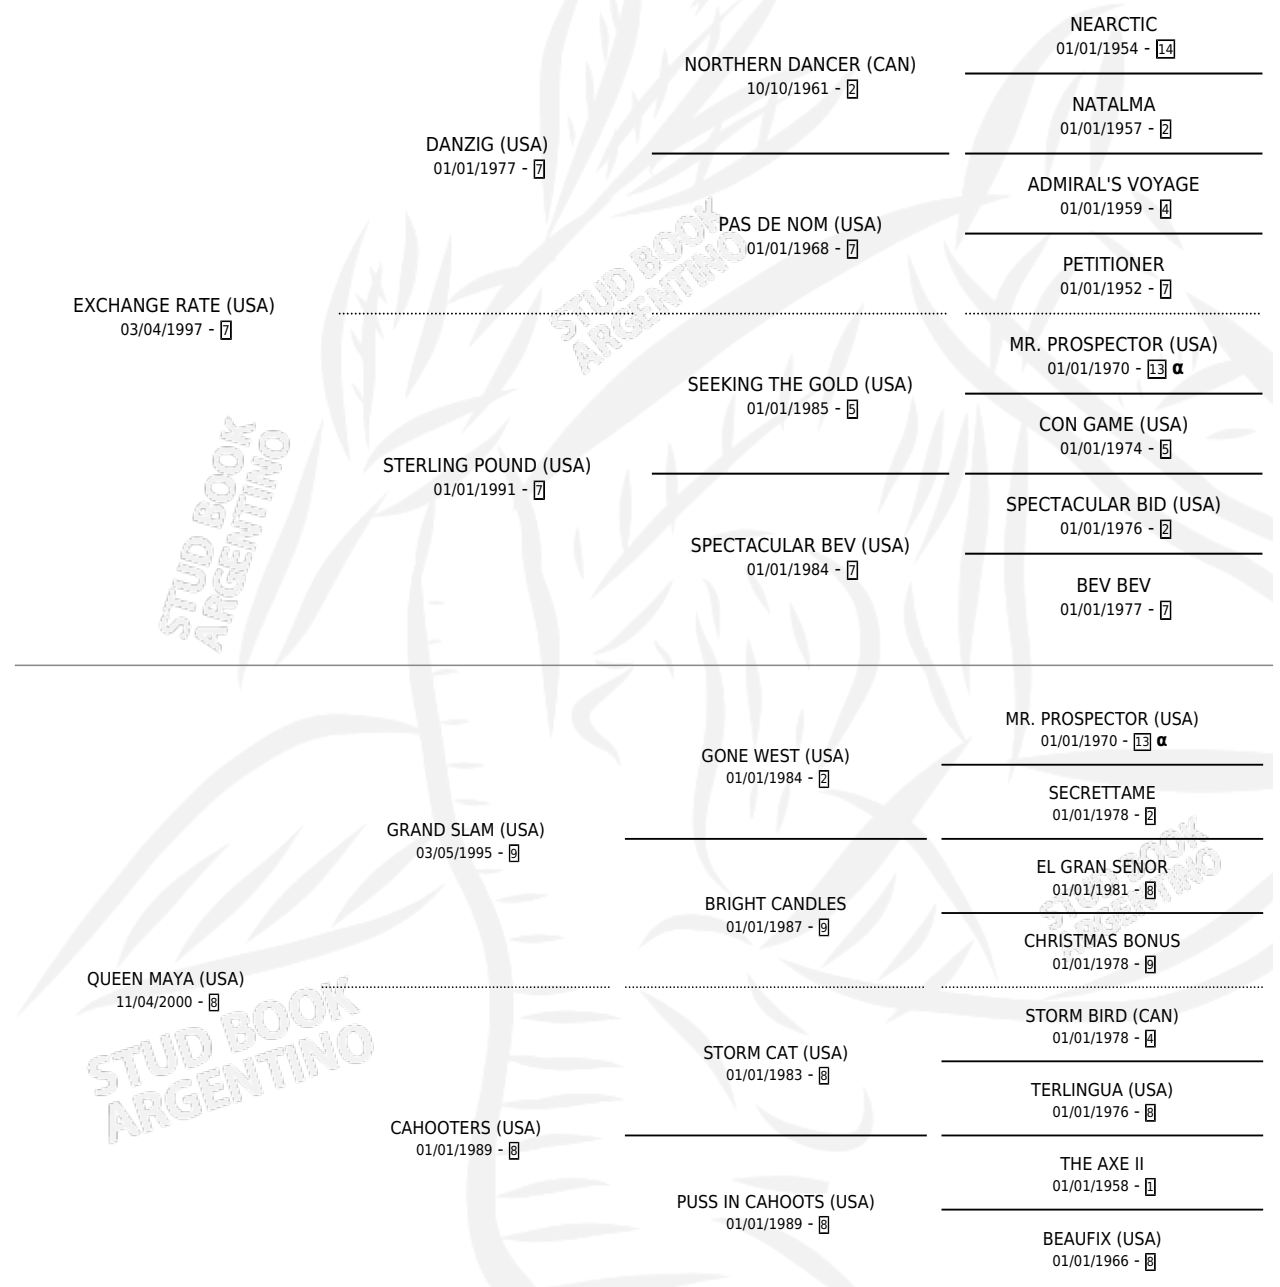 NEARCTIC
01/01/1954 - 14
NORTHERN DANCER (CAN)
10/10/1961 - 2
NATALMA
01/01/1957 - 2
DANZIG (USA)
01/01/1977 - 7
ADMIRAL'S VOYAGE
01/01/1959 - 4
PAS DE NOM (USA)
01/01/1968 - 7
PETITIONER
01/01/1952 - 7
EXCHANGE RATE (USA)
03/04/1997 - 7
MR. PROSPECTOR (USA)
01/01/1970 - 13 α
SEEKING THE GOLD (USA)
01/01/1985 - 5
CON GAME (USA)
01/01/1974 - 5
STERLING POUND (USA)
01/01/1991 - 7
SPECTACULAR BID (USA)
01/01/1976 - 2
SPECTACULAR BEV (USA)
01/01/1984 - 7
BEV BEV
01/01/1977 - 7
MR. PROSPECTOR (USA)
01/01/1970 - 13 α
GONE WEST (USA)
01/01/1984 - 2
SECRETTAME
01/01/1978 - 2
GRAND SLAM (USA)
03/05/1995 - 9
EL GRAN SENOR
01/01/1981 - 8
BRIGHT CANDLES
01/01/1987 - 9
CHRISTMAS BONUS
01/01/1978 - 9
QUEEN MAYA (USA)
11/04/2000 - 8
STORM BIRD (CAN)
01/01/1978 - 4
STORM CAT (USA)
01/01/1983 - 8
TERLINGUA (USA)
01/01/1976 - 8
CAHOOTERS (USA)
01/01/1989 - 8
THE AXE II
01/01/1958 - 1
PUSS IN CAHOOTS (USA)
01/01/1989 - 8
BEAUFIX (USA)
01/01/1966 - 8
STUD BOOK
ARGENTINO
STUD BOOK
ARGENTINO
STUD BOOK
ARGENTINO
STUD BOOK
ARGENTINO